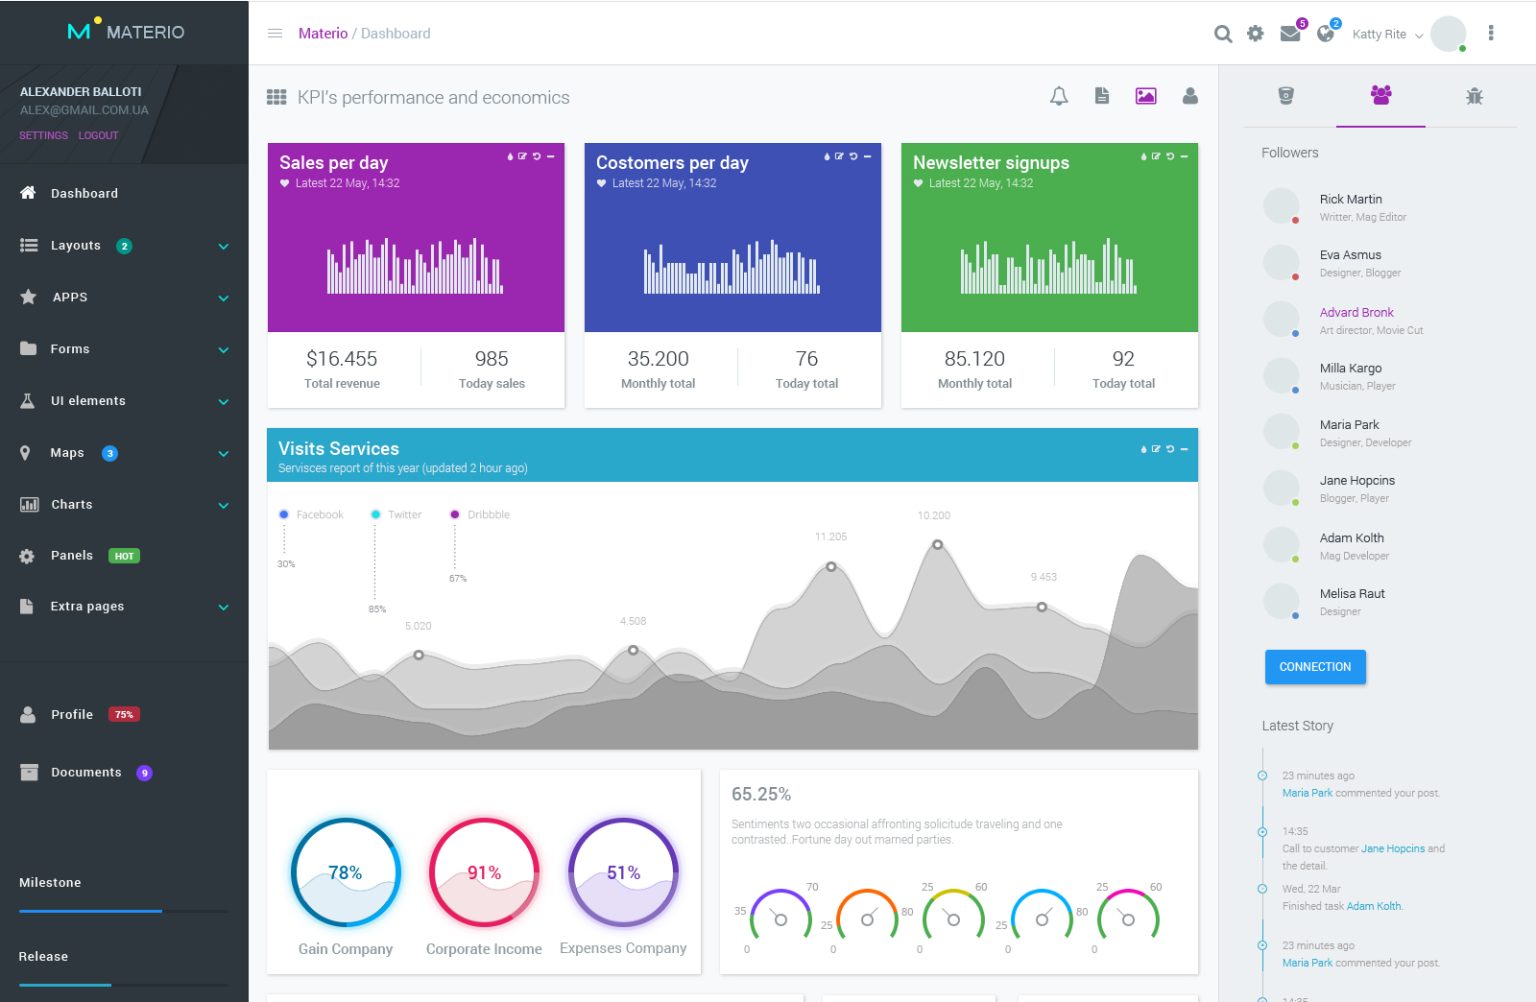 MATERIO
Materio / Dashboard
5
2
Katty Rite
ALEXANDER BALLOTI
ALEX@GMAIL.COM.UA
SETTINGS LOGOUT
Dashboard
Layouts 2
APPS
Forms
UI elements
Maps 3
Charts
Panels HOT
Extra pages
Profile 75%
Documents 9
Milestone
Release
KPI's performance and economics
Sales per day
Latest 22 May, 14:32
$16.455
Total revenue
985
Today sales
Costomers per day
Latest 22 May, 14:32
35.200
Monthly total
76
Today total
Newsletter signups
Latest 22 May, 14:32
85.120
Monthly total
92
Today total
Visits Services
Servisces report of this year (updated 2 hour ago)
Facebook
Twitter
Dribbble
30%
85%
67%
5.020
4,508
11.205
10.200
9 453
78%
Gain Company
91%
Corporate Income
51%
Expenses Company
65.25%
Sentiments two occasional affronting solicitude traveling and one
contrasted. Fortune day out marned parties.
35 70 0
25 80 0
25 60 0
25 80 0
25 60 0
Followers
Rick Martin
Writter, Mag Editor
Eva Asmus
Designer, Blogger
Advard Bronk
Art director, Movie Cut
Milla Kargo
Musician, Player
Maria Park
Designer, Developer
Jane Hopcins
Blogger, Player
Adam Kolth
Mag Developer
Melisa Raut
Designer
CONNECTION
Latest Story
23 minutes ago
Maria Park commented your post.
14:35
Call to customer Jane Hopcins and
the detail.
Wed, 22 Mar
Finished task Adam Kolth.
23 minutes ago
Maria Park commented your post.
14:35